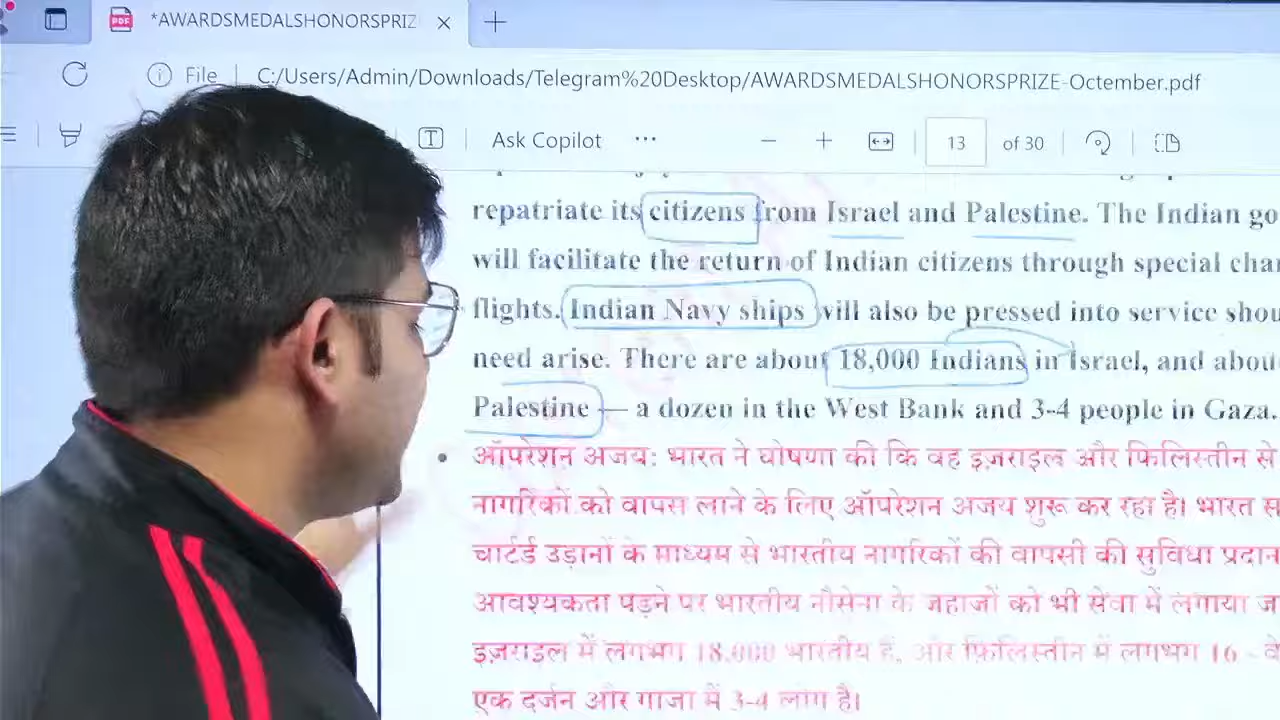 *AWARDSMEDALSHONORSPRIZ
File C:/Users/Admin/Downloads/Telegram%20Desktop/AWARDSMEDALSHONORSPRIZE-Octember.pdf
Ask Copilot ... 13 of 30
repatriate its citizens from Israel and Palestine. The Indian go
will facilitate the return of Indian citizens through special char
flights. Indian Navy ships will also be pressed into service shou
need arise. There are about 18,000 Indians in Israel, and abou
Palestine — a dozen in the West Bank and 3-4 people in Gaza.
• ऑपरेशन अजय: भारत ने घोषणा की कि वह इज़राइल और फिलिस्तीन से
नागरिकों को वापस लाने के लिए ऑपरेशन अजय शुरू कर रहा है। भारत स
चार्टर्ड उड़ानों के माध्यम से भारतीय नागरिकों की वापसी की सुविधा प्रदान
आवश्यकता पड़ने पर भारतीय नौसेना के जहाजों को भी सेवा में लगाया ज
इज़राइल में लगभग 18,000 भारतीय हैं, और फ़िलिस्तीन में लगभग 16 - वे
एक दर्जन और गाजा में 3-4 लोग है।